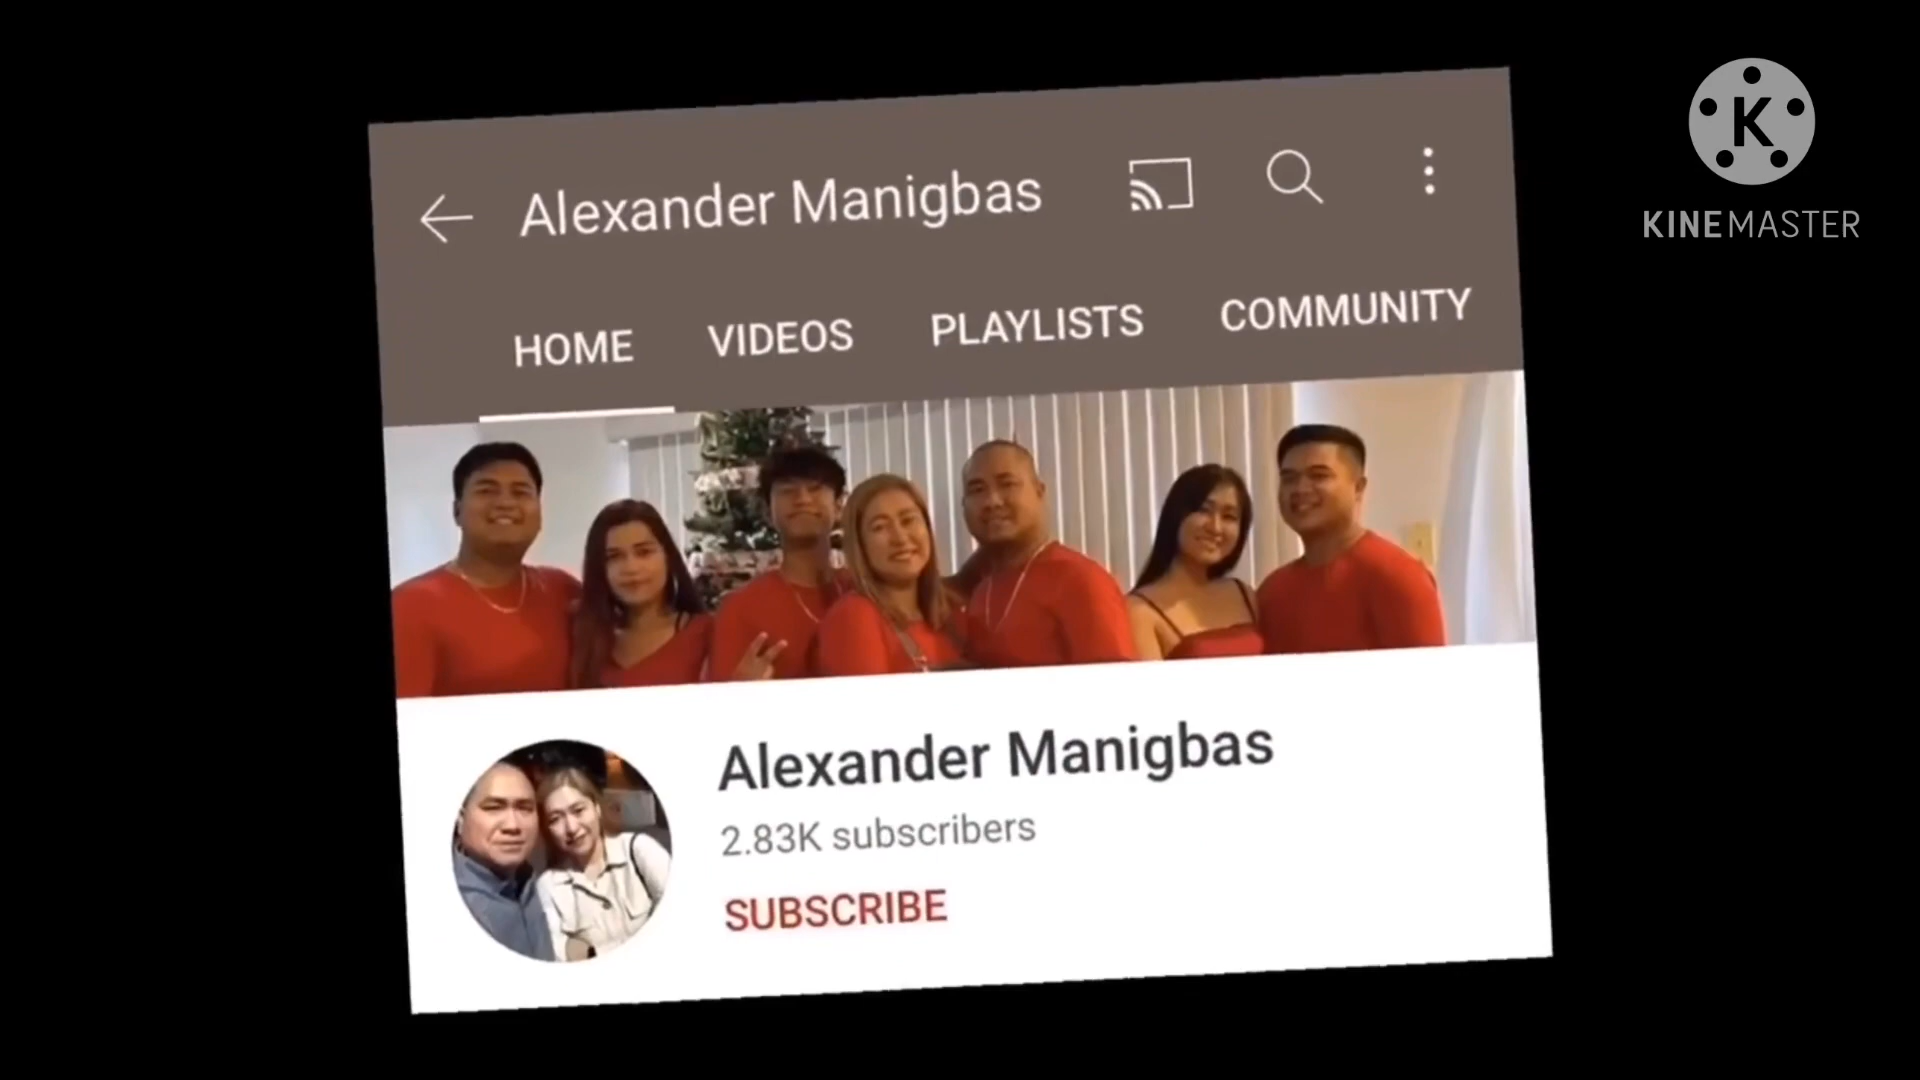 Alexander Manigbas
HOME VIDEOS PLAYLISTS COMMUNITY
Alexander Manigbas
2.83K subscribers
SUBSCRIBE
K
KINEMASTER